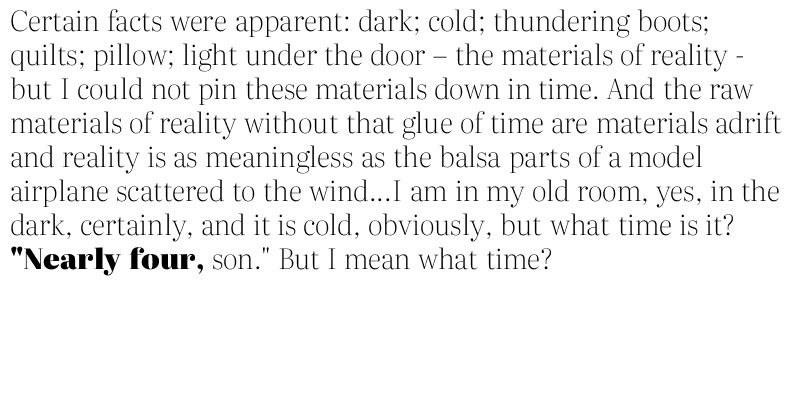 Certain facts were apparent: dark; cold; thundering boots;
quilts; pillow; light under the door – the materials of reality -
but I could not pin these materials down in time. And the raw
materials of reality without that glue of time are materials adrift
and reality is as meaningless as the balsa parts of a model
airplane scattered to the wind...I am in my old room, yes, in the
dark, certainly, and it is cold, obviously, but what time is it?
"Nearly four, son." But I mean what time?